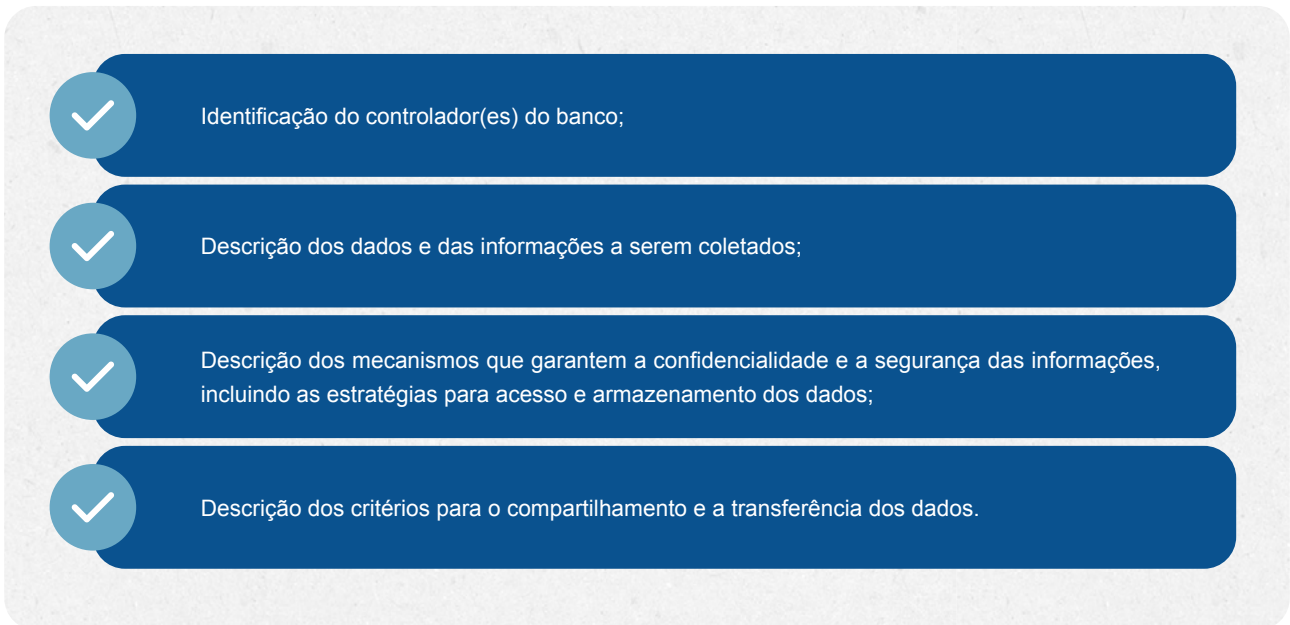 Identificação do controlador(es) do banco;
Descrição dos dados e das informações a serem coletados;
Descrição dos mecanismos que garantem a confidencialidade e a segurança das informações,
incluindo as estratégias para acesso e armazenamento dos dados;
Descrição dos critérios para o compartilhamento e a transferência dos dados.